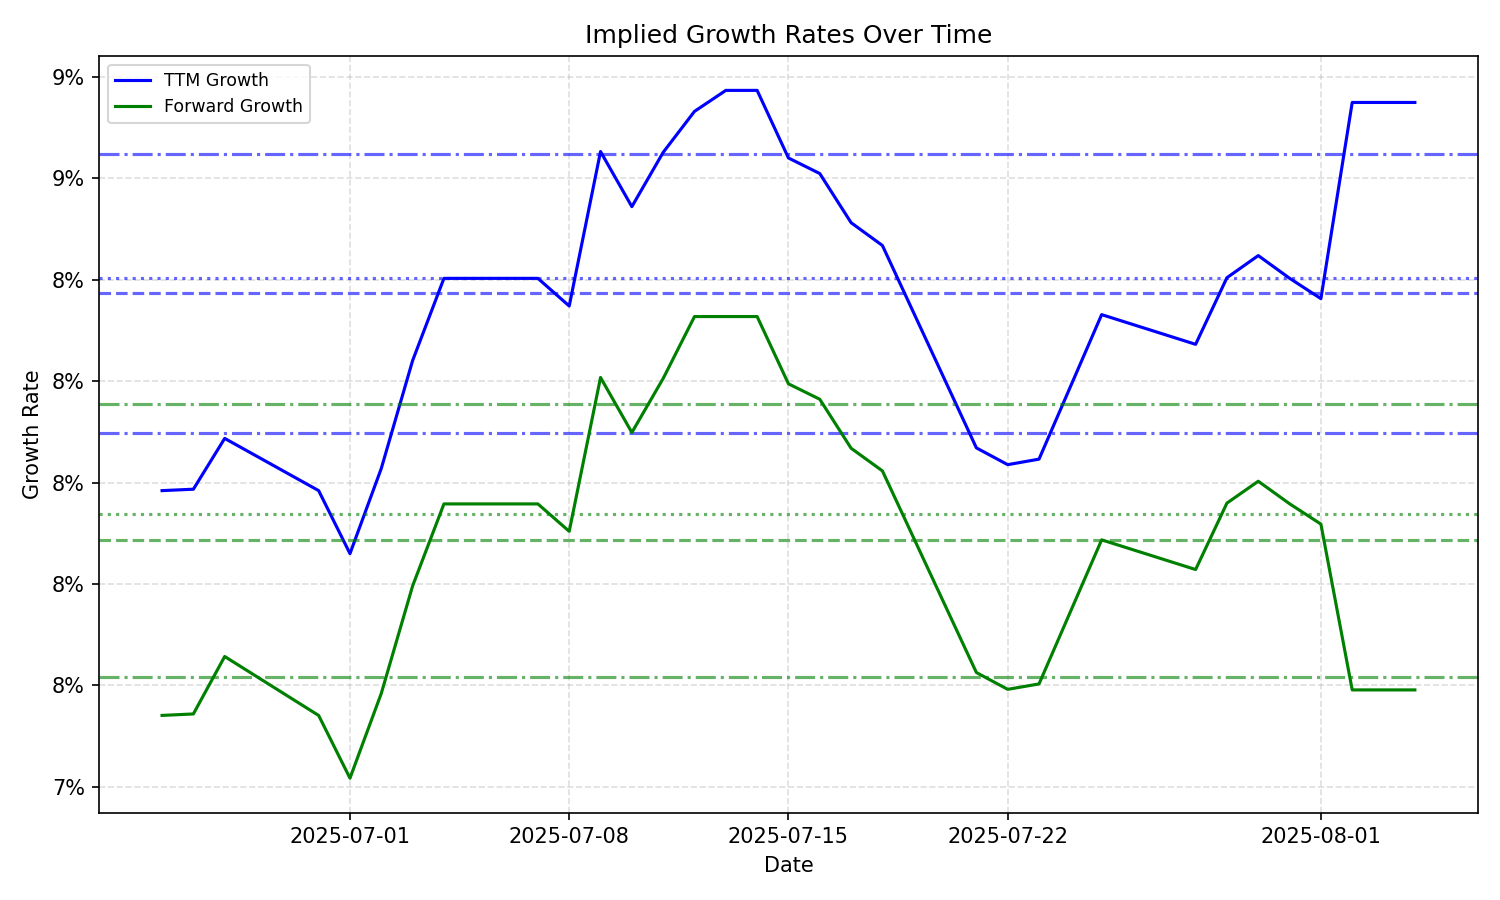 Implied Growth Rates Over Time
TTM Growth
Forward Growth
9%
9%
8%
8%
8%
8%
8%
7%
Growth Rate
2025-07-01
2025-07-08
2025-07-15
2025-07-22
2025-08-01
Date